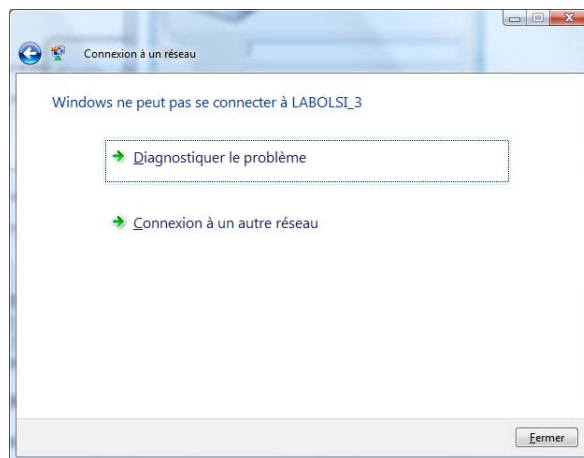 Connexion à un réseau
Windows ne peut pas se connecter à LABOLSI_3
Diagnostiquer le problème
Connexion à un autre réseau
Fermer